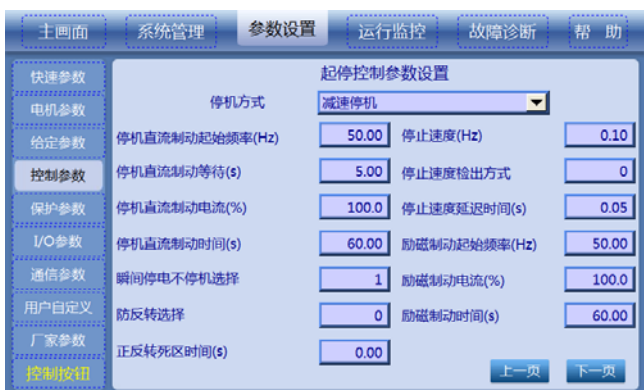 主画面 系统管理 参数设置 运行监控 故障诊断 帮 助
快速参数
电机参数
给定参数
控制参数
保护参数
I/O参数
通信参数
用户自定义
厂家参数
控制按钮
起停控制参数设置
停机方式 减速停机
停机直流制动起始频率(Hz) 50.00 停止速度(Hz) 0.10
停机直流制动等待(s) 5.00 停止速度检出方式 0
停机直流制动电流(%) 100.0 停止速度延迟时间(s) 0.05
停机直流制动时间(s) 60.00 励磁制动起始频率(Hz) 50.00
瞬间停电不停机选择 1 励磁制动电流(%) 100.0
防反转选择 0 励磁制动时间(s) 60.00
正反转死区时间(s) 0.00
上一页 下一页